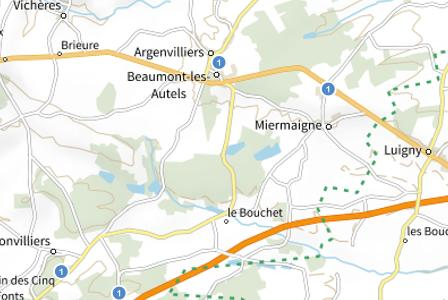 Vichères
Brieure
Argenvilliers
1
Beaumont-les-
Autels
1
Miermaigne
Luigny
le Bouchet
onvilliers
les Bouc
1
in des Cinq
Fonts
1